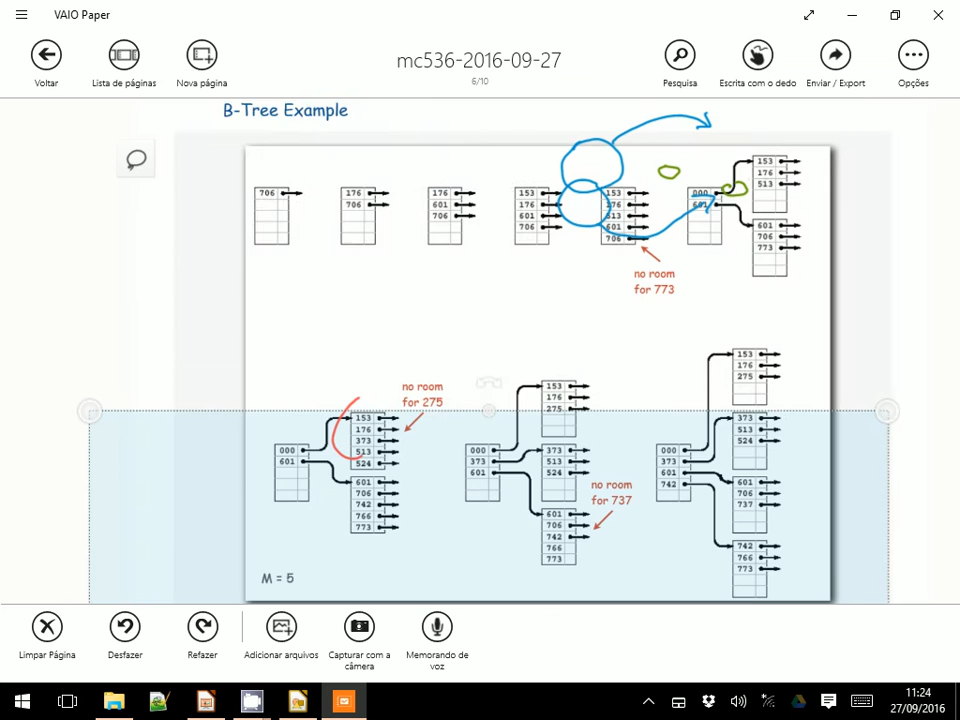 VAIO Paper
Voltar
Lista de páginas
Nova página
mc536-2016-09-27
6/10
Pesquisa
Escrita com o dedo
Enviar / Export
Opções
B-Tree Example
706
176
706
176
601
706
153
176
601
706
153
176
513
601
706
no room
for 773
000
601
153
176
513
601
706
773
no room
for 275
000
601
153
176
373
513
524
601
706
742
766
773
000
373
601
153
176
275
373
513
524
601
706
742
766
773
no room
for 737
000
373
601
742
153
176
275
373
513
524
601
706
737
742
766
773
M = 5
Limpar Página
Desfazer
Refazer
Adicionar arquivos
Capturar com a
câmera
Memorando de
voz
11:24
27/09/2016